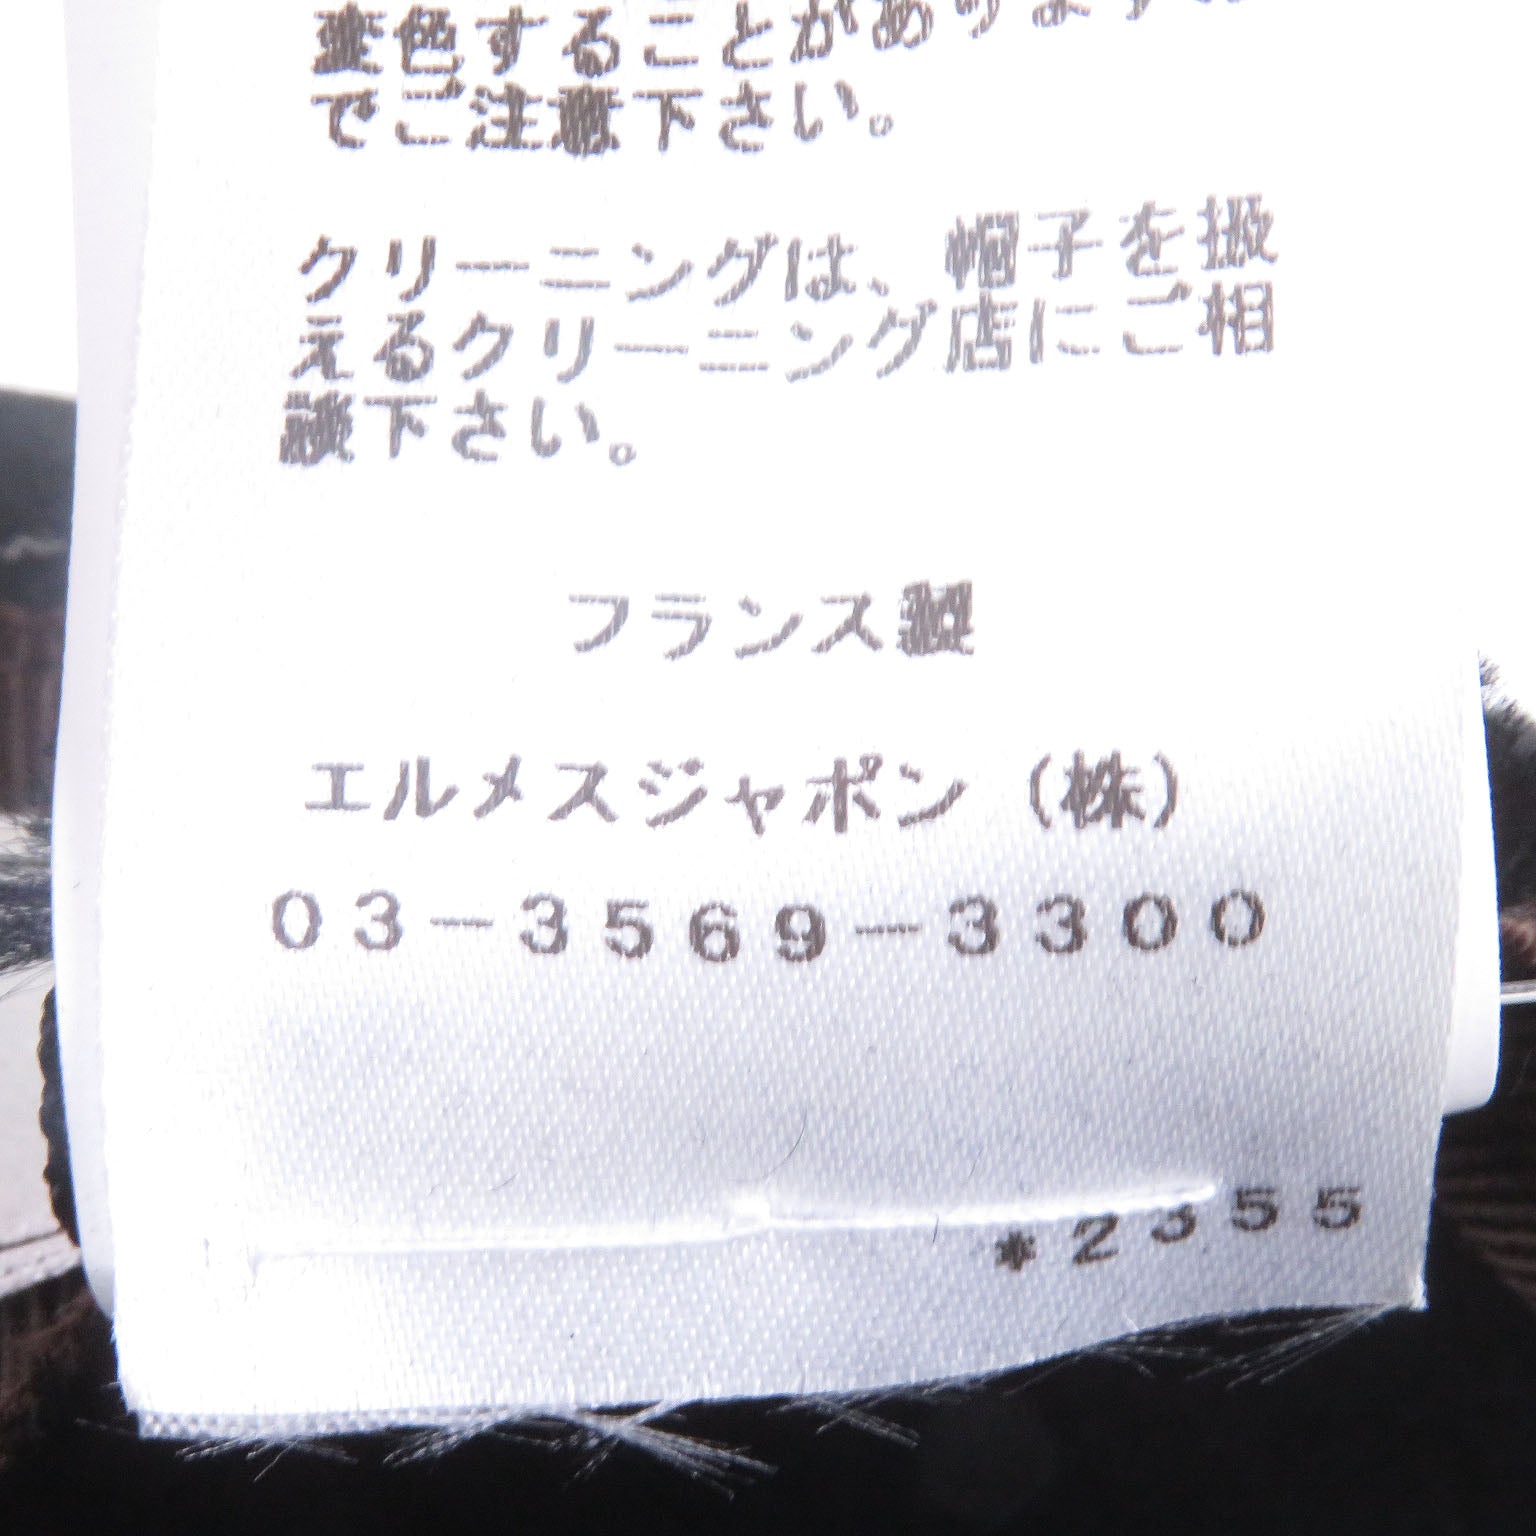 変色することがあります
でご注意下さい。
クリーニングは、帽子を扱
えるクリーニング店にご相
談下さい。
フランス製
エルメスジャポン（株）
03-3569-3300
*2355